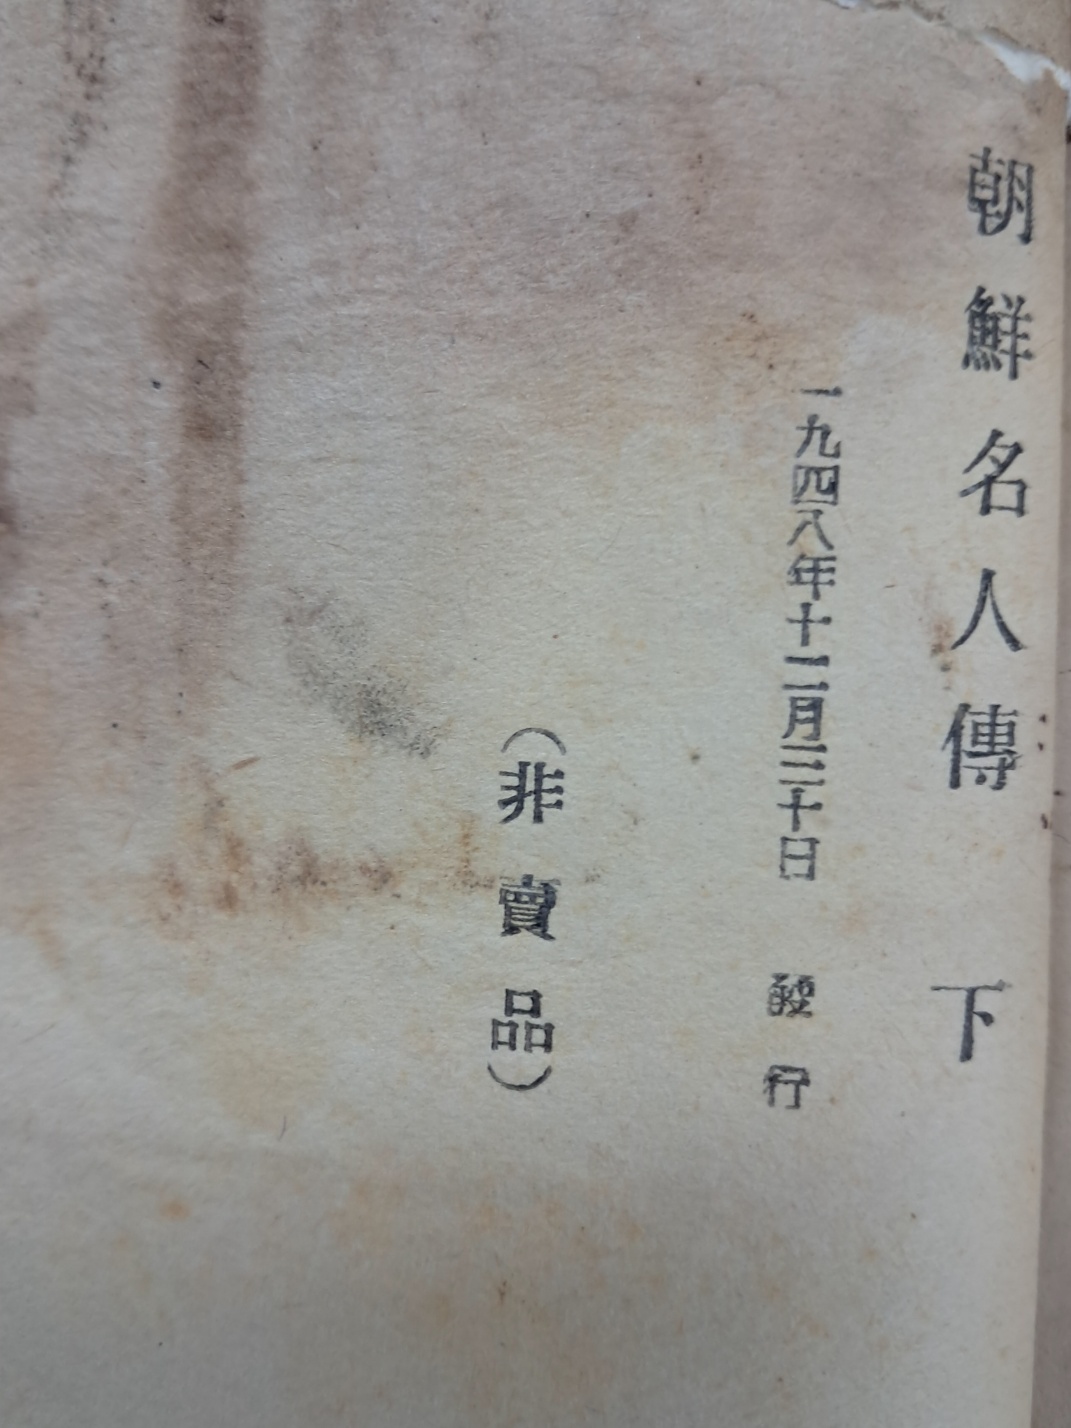 朝鮮名人傳　下
一九四八年十二月三十日　發行
（非賣品）